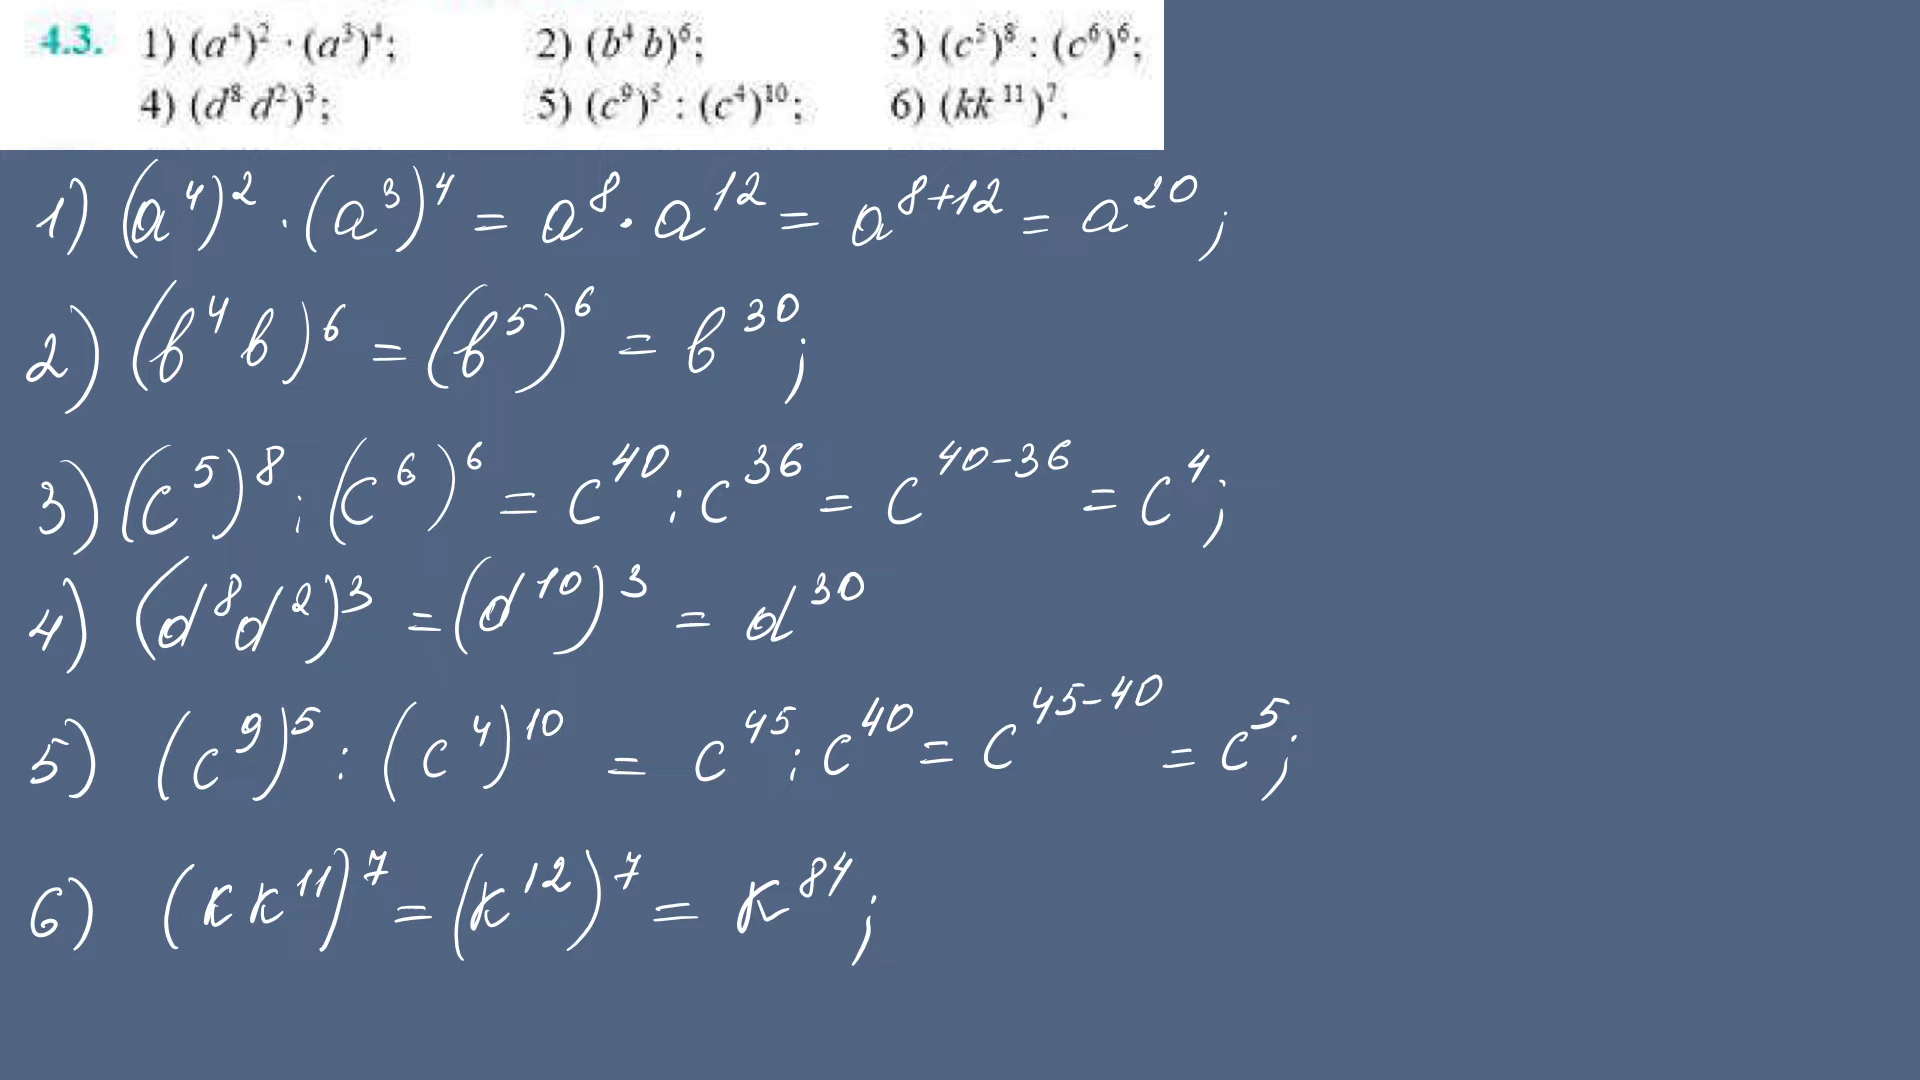 4.3. 1) (a⁴)² · (a³)⁴; 2) (b⁴ b)⁶; 3) (c⁵)⁸ : (c⁶)⁶;
4) (d⁸ d²)³; 5) (c⁹)⁵ : (c⁴)¹⁰; 6) (kk¹¹)⁷.
1) (a⁴)² · (a³)⁴ = a⁸ · a¹² = a⁸⁺¹² = a²⁰;
2) (b⁴ b)⁶ = (b⁵)⁶ = b³⁰;
3) (c⁵)⁸ : (c⁶)⁶ = c⁴⁰ : c³⁶ = c⁴⁰⁻³⁶ = c⁴;
4) (d⁸d²)³ = (d¹⁰)³ = d³⁰
5) (c⁹)⁵ : (c⁴)¹⁰ = c⁴⁵ : c⁴⁰ = c⁴⁵⁻⁴⁰ = c⁵;
6) (kk¹¹)⁷ = (k¹²)⁷ = k⁸⁴;